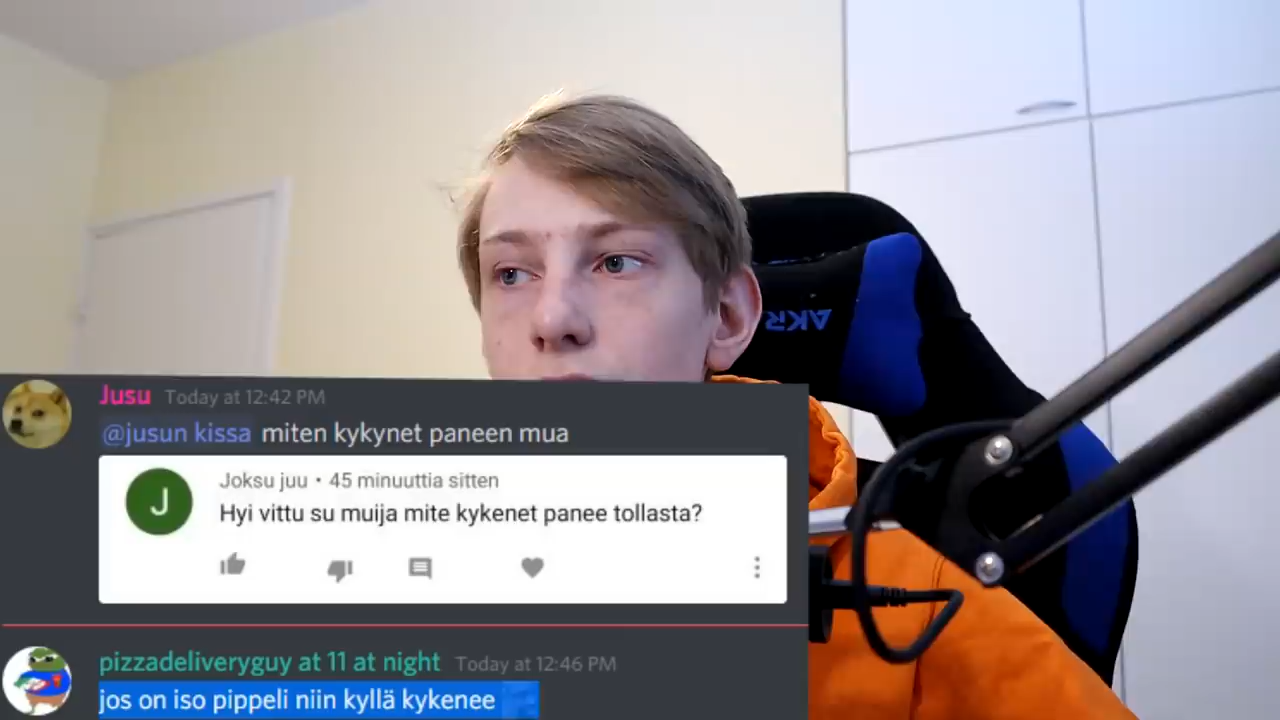 AKR
Jusu Today at 12:42 PM
@jusun kissa miten kykynet paneen mua
J
Joksu juu • 45 minuuttia sitten
Hyi vittu su muija mite kykenet panee tollasta?
pizzadeliveryguy at 11 at night Today at 12:46 PM
jos on iso pippeli niin kyllä kykenee